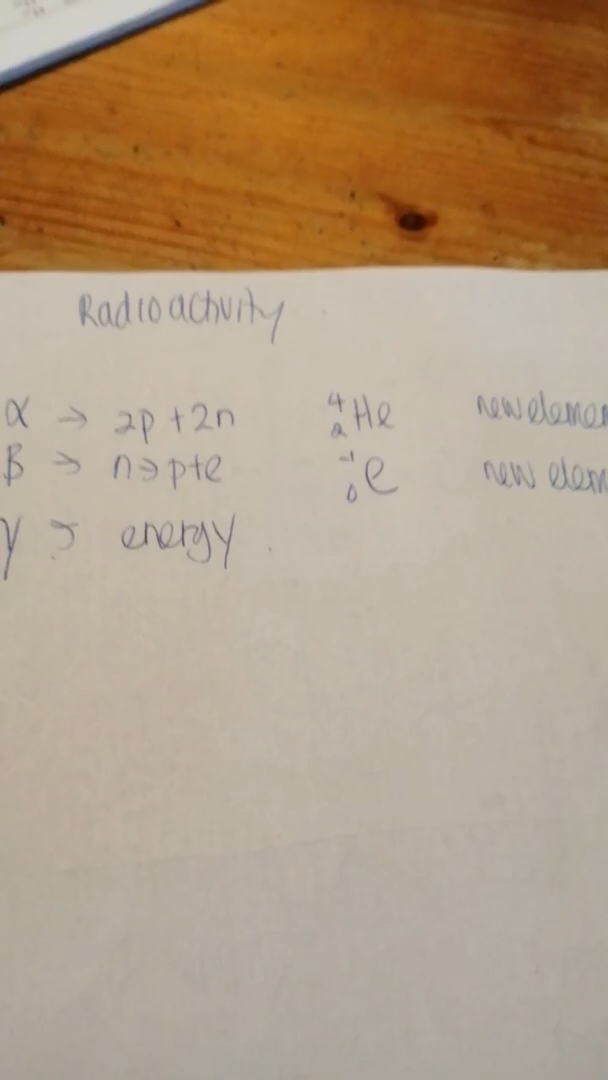 Radioactivity
α → 2p + 2n ⁴₂He new elemen
β → n → p+e ⁻¹₀e new elem
γ → energy